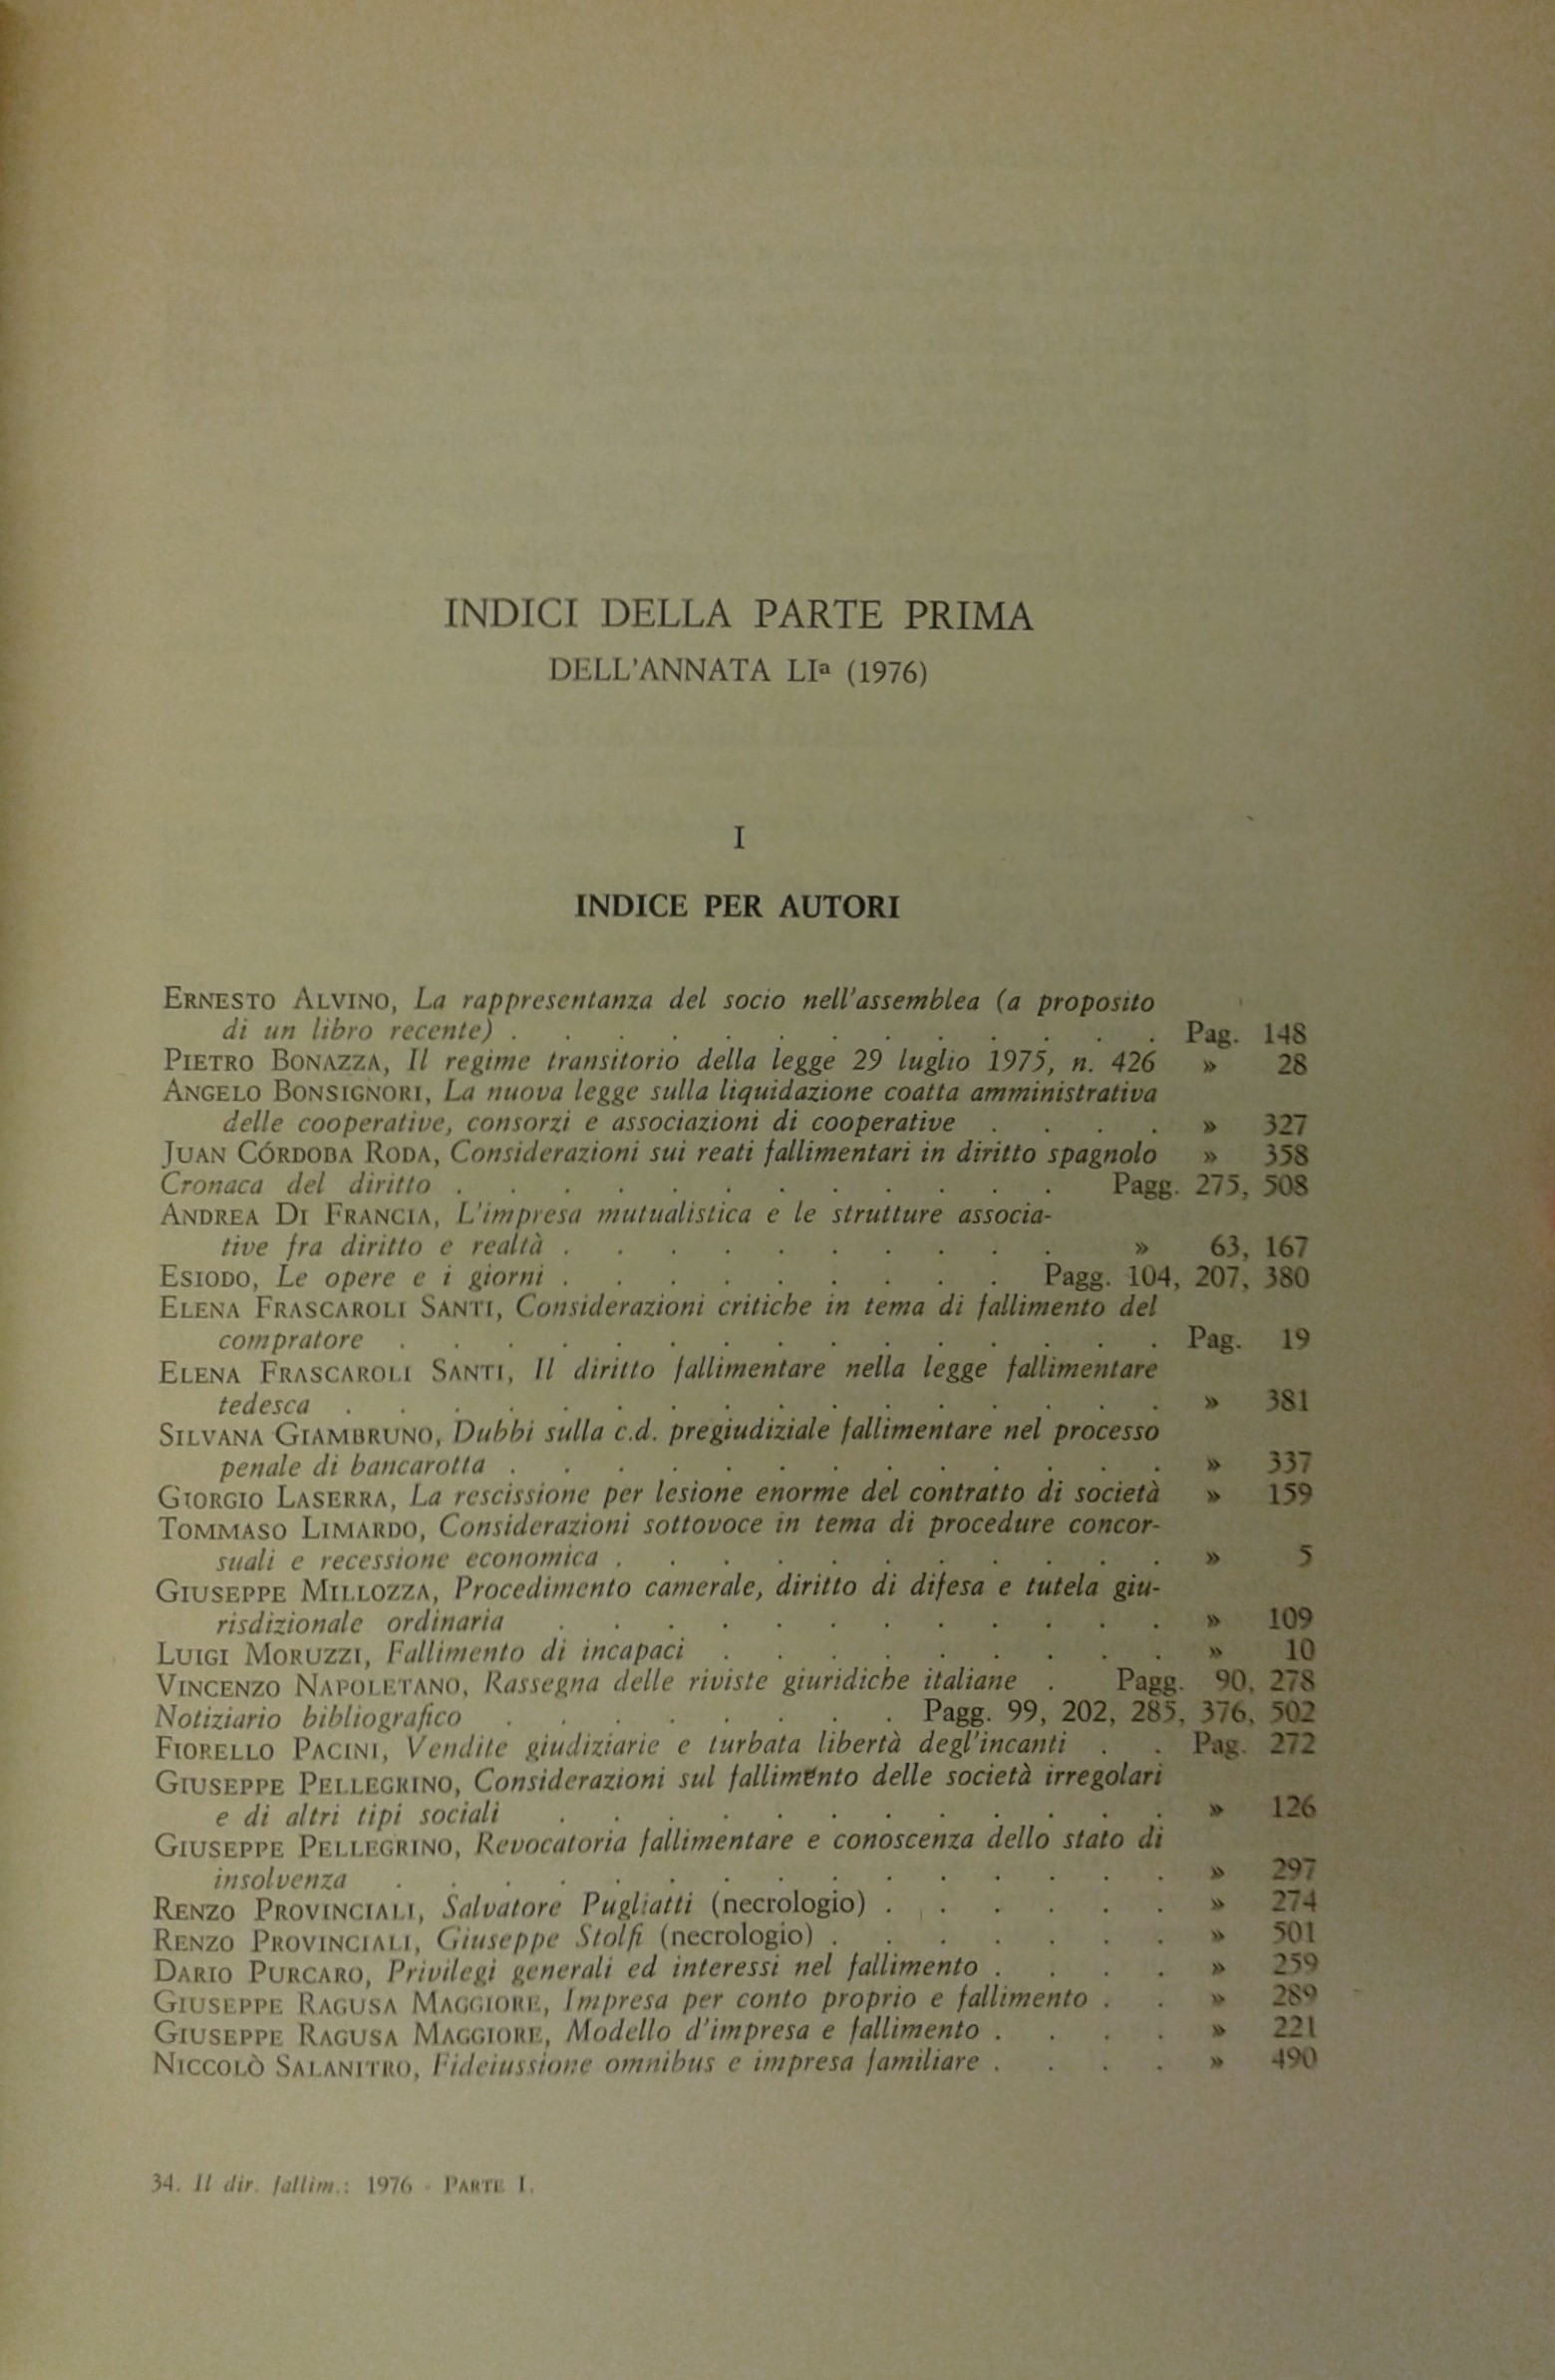 INDICI DELLA PARTE PRIMA
DELL'ANNATA LIª (1976)
I
INDICE PER AUTORI
ERNESTO ALVINO, La rappresentanza del socio nell'assemblea (a proposito
di un libro recente) . . . . . . . . . . . . . Pag. 148
PIETRO BONAZZA, Il regime transitorio della legge 29 luglio 1975, n. 426 » 28
ANGELO BONSIGNORI, La nuova legge sulla liquidazione coatta amministrativa
delle cooperative, consorzi e associazioni di cooperative . . . . » 327
JUAN CÓRDOBA RODA, Considerazioni sui reati fallimentari in diritto spagnolo » 358
Cronaca del diritto . . . . . . . . . . . . Pagg. 275, 508
ANDREA DI FRANCIA, L'impresa mutualistica e le strutture associa-
tive fra diritto e realtà . . . . . . . . . . » 63, 167
ESIODO, Le opere e i giorni . . . . . . . . . Pagg. 104, 207, 380
ELENA FRASCAROLI SANTI, Considerazioni critiche in tema di fallimento del
compratore . . . . . . . . . . . . . . . Pag. 19
ELENA FRASCAROLI SANTI, Il diritto fallimentare nella legge fallimentare
tedesca . . . . . . . . . . . . . . . . » 381
SILVANA GIAMBRUNO, Dubbi sulla c.d. pregiudiziale fallimentare nel processo
penale di bancarotta . . . . . . . . . . . . . » 337
GIORGIO LASERRA, La rescissione per lesione enorme del contratto di società » 159
TOMMASO LIMARDO, Considerazioni sottovoce in tema di procedure concor-
suali e recessione economica . . . . . . . . . . . » 5
GIUSEPPE MILLOZZA, Procedimento camerale, diritto di difesa e tutela giu-
risdizionale ordinaria . . . . . . . . . . . . » 109
LUIGI MORUZZI, Fallimento di incapaci . . . . . . . . . » 10
VINCENZO NAPOLETANO, Rassegna delle riviste giuridiche italiane . Pagg. 90, 278
Notiziario bibliografico . . . . . . . . Pagg. 99, 202, 285, 376, 502
FIORELLO PACINI, Vendite giudiziarie e turbata libertà degl'incanti . . Pag. 272
GIUSEPPE PELLEGRINO, Considerazioni sul fallimento delle società irregolari
e di altri tipi sociali . . . . . . . . . . . . » 126
GIUSEPPE PELLEGRINO, Revocatoria fallimentare e conoscenza dello stato di
insolvenza . . . . . . . . . . . . . . . » 297
RENZO PROVINCIALI, Salvatore Pugliatti (necrologio) . . . . . . » 274
RENZO PROVINCIALI, Giuseppe Stolfi (necrologio) . . . . . . . » 501
DARIO PURCARO, Privilegi generali ed interessi nel fallimento . . . . » 259
GIUSEPPE RAGUSA MAGGIORE, Impresa per conto proprio e fallimento . . » 289
GIUSEPPE RAGUSA MAGGIORE, Modello d'impresa e fallimento . . . . » 221
NICCOLÒ SALANITRO, Fideiussione omnibus e impresa familiare . . . . » 490
34. Il dir. fallim.: 1976 - PARTE I.